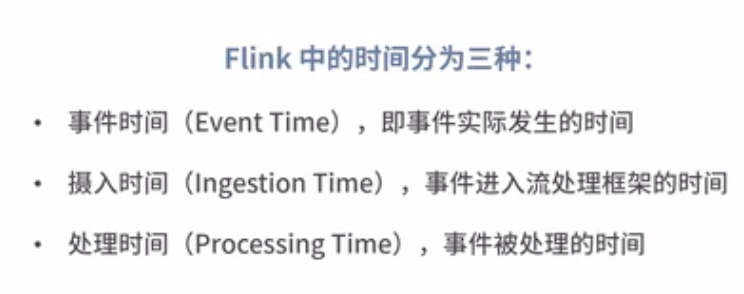 Flink 中的时间分为三种：
• 事件时间（Event Time），即事件实际发生的时间
• 摄入时间（Ingestion Time），事件进入流处理框架的时间
• 处理时间（Processing Time），事件被处理的时间